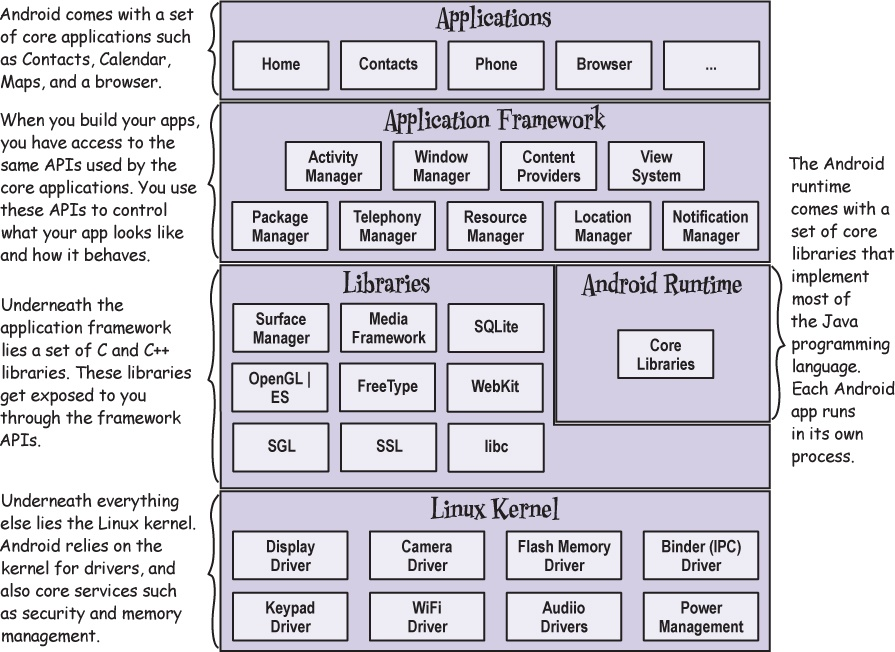 Android comes with a set
of core applications such
as Contacts, Calendar,
Maps, and a browser.
Applications
Home
Contacts
Phone
Browser
...
When you build your apps,
you have access to the
same APIs used by the
core applications. You use
these APIs to control
what your app looks like
and how it behaves.
Application Framework
Activity
Manager
Window
Manager
Content
Providers
View
System
Package
Manager
Telephony
Manager
Resource
Manager
Location
Manager
Notification
Manager
Underneath the
application framework
lies a set of C and C++
libraries. These libraries
get exposed to you
through the framework
APIs.
Libraries
Surface
Manager
Media
Framework
SQLite
OpenGL |
ES
FreeType
WebKit
SGL
SSL
libc
Android Runtime
Core
Libraries
The Android
runtime
comes with a
set of core
libraries that
implement
most of
the Java
programming
language.
Each Android
app runs
in its own
process.
Underneath everything
else lies the Linux kernel.
Android relies on the
kernel for drivers, and
also core services such
as security and memory
management.
Linux Kernel
Display
Driver
Camera
Driver
Flash Memory
Driver
Binder (IPC)
Driver
Keypad
Driver
WiFi
Driver
Audiio
Drivers
Power
Management